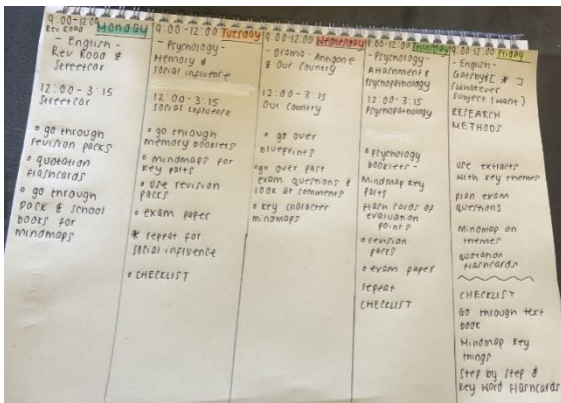 9:00-12:00
Rev Road
Monday
- English -
Rev Road &
Streetcar
12:00-3:15
Streetcar
go through
revision packs
quotation
flashcards
go through
pack & school
books for
mindmaps
9:00-12:00
Tuesday
- Psychology -
Memory &
social influence
12:00-3:15
social influence
go through
memory booklets
mindmaps for
key parts
use revision
packs
exam paper
* repeat for
social influence
CHECKLIST
9:00-12:00
Wednesday
- Drama - Antigone
& Our Country
12:00-3:15
Our Country
go over
blueprints
go over past
exam questions &
look at comments
key character
mindmaps
9:00-12:00
Thursday
- Psychology -
Attachment &
Psychopathology
12:00-3:15
Psychopathology
psychology
booklets -
mindmap key
parts
flash cards of
evaluation
points
revision
packs
exam paper
repeat
CHECKLIST
9:00-12:00
Friday
- English -
Gatsby [ * ]
(whatever
subject I want)
RESEARCH
METHODS
use extracts
with key themes
plan exam
questions
mindmap on
themes
quotation
flashcards
CHECKLIST
Go through text
book
Mindmap key
things
Step by step &
key word flashcards